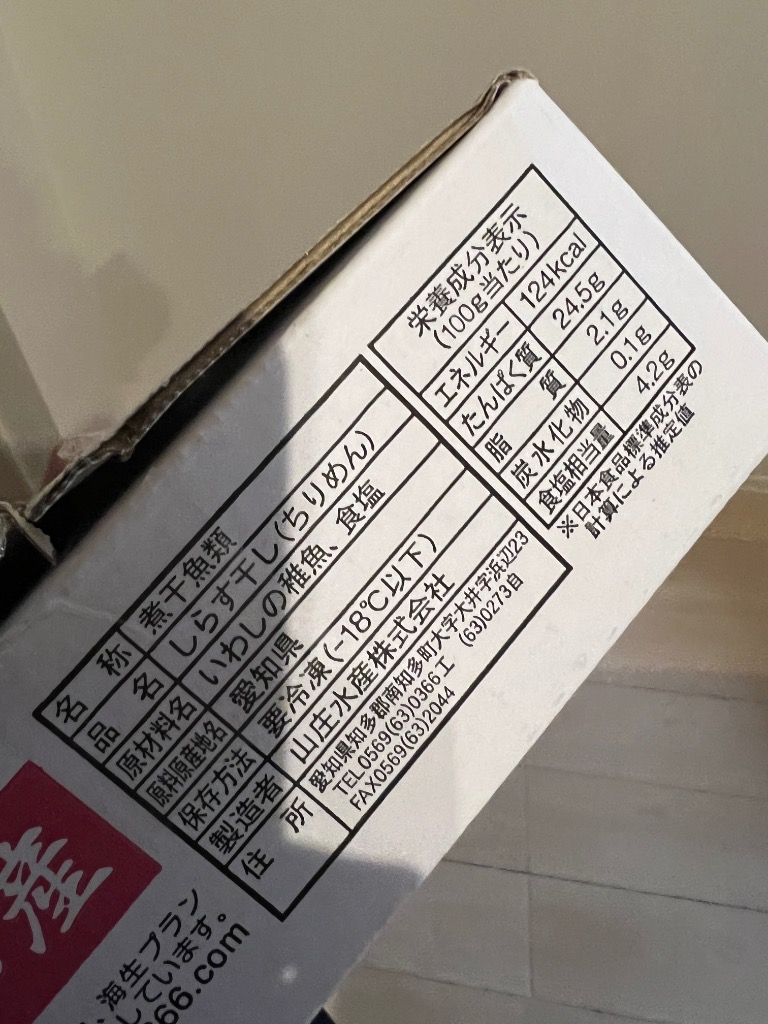 栄養成分表示
(100g当たり)
エネルギー 124kcal
たんぱく質 24.5g
脂質 2.1g
炭水化物 0.1g
食塩相当量 4.2g
※日本食品標準成分表の
計算による推定値
名称 煮干魚類
品名 しらす干し(ちりめん)
原材料名 いわしの稚魚、食塩
原料原産地名 愛知県
保存方法 要冷凍(-18℃以下)
製造者 山庄水産株式会社
住所 愛知県知多郡南知多町大字大井字浜辺23
TEL0569(63)0366工 (63)0273自
FAX0569(63)2044
産
海生プラン
しています。
66.com